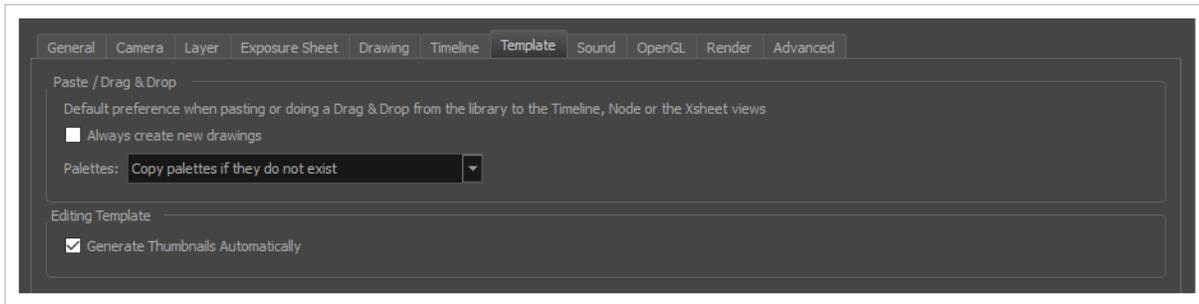 General Camera Layer Exposure Sheet Drawing Timeline Template Sound OpenGL Render Advanced
Paste / Drag & Drop
Default preference when pasting or doing a Drag & Drop from the library to the Timeline, Node or the Xsheet views
Always create new drawings
Palettes: Copy palettes if they do not exist
Editing Template
Generate Thumbnails Automatically